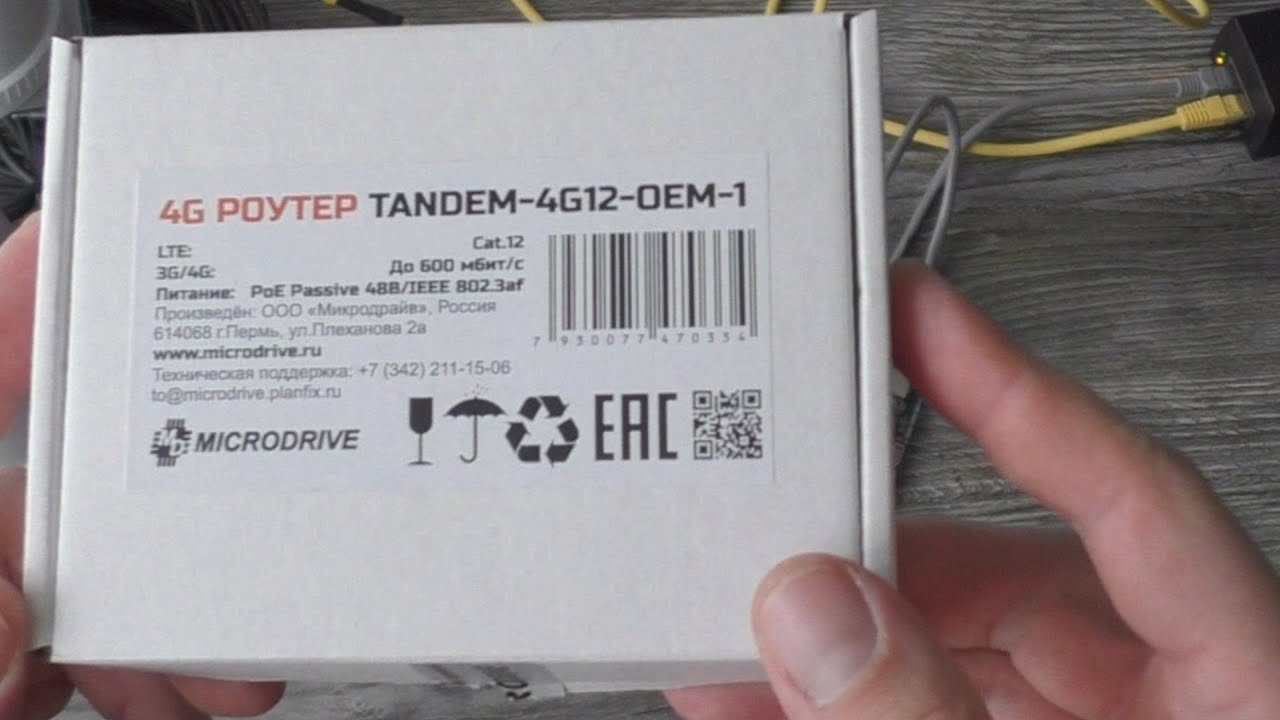 4G РОУТЕР TANDEM-4G12-OEM-1
LTE: Cat.12
3G/4G: До 600 мбит/с
Питание: PoE Passive 48В/IEEE 802.3af
Произведён: ООО «Микродрайв», Россия
614068 г.Пермь, ул.Плеханова 2а
www.microdrive.ru
Техническая поддержка: +7 (342) 211-15-06
to@microdrive.planfix.ru
7 930077 470334
MD MICRODRIVE
EAC